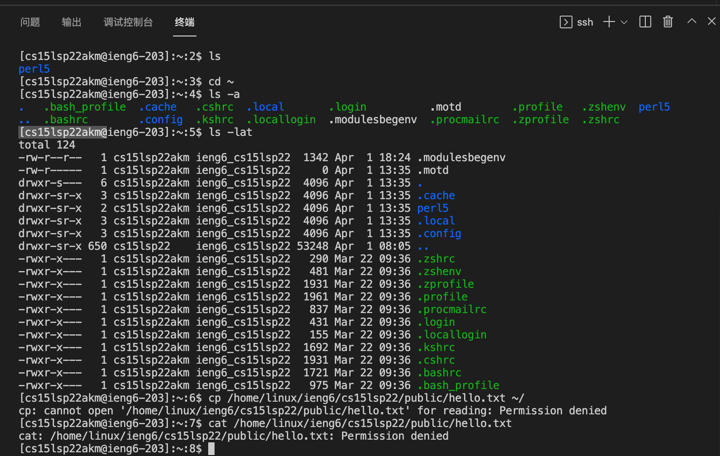 问题 输出 调试控制台 终端 ssh
[cs15lsp22akm@ieng6-203]:~:2$ ls
perl5
[cs15lsp22akm@ieng6-203]:~:3$ cd ~
[cs15lsp22akm@ieng6-203]:~:4$ ls -a
. .bash_profile .cache .cshrc .local .login .motd .profile .zshenv perl5
.. .bashrc .config .kshrc .locallogin .modulesbegenv .procmailrc .zprofile .zshrc
[cs15lsp22akm@ieng6-203]:~:5$ ls -lat
total 124
-rw-r--r-- 1 cs15lsp22akm ieng6_cs15lsp22 1342 Apr 1 18:24 .modulesbegenv
-rw-r----- 1 cs15lsp22akm ieng6_cs15lsp22 0 Apr 1 13:35 .motd
drwxr-s--- 6 cs15lsp22akm ieng6_cs15lsp22 4096 Apr 1 13:35 .
drwxr-sr-x 3 cs15lsp22akm ieng6_cs15lsp22 4096 Apr 1 13:35 .cache
drwxr-sr-x 2 cs15lsp22akm ieng6_cs15lsp22 4096 Apr 1 13:35 perl5
drwxr-sr-x 3 cs15lsp22akm ieng6_cs15lsp22 4096 Apr 1 13:35 .local
drwxr-sr-x 3 cs15lsp22akm ieng6_cs15lsp22 4096 Apr 1 13:35 .config
drwxr-sr-x 650 cs15lsp22 ieng6_cs15lsp22 53248 Apr 1 08:05 ..
-rwxr-x--- 1 cs15lsp22akm ieng6_cs15lsp22 290 Mar 22 09:36 .zshrc
-rwxr-x--- 1 cs15lsp22akm ieng6_cs15lsp22 481 Mar 22 09:36 .zshenv
-rwxr-x--- 1 cs15lsp22akm ieng6_cs15lsp22 1931 Mar 22 09:36 .zprofile
-rwxr-x--- 1 cs15lsp22akm ieng6_cs15lsp22 1961 Mar 22 09:36 .profile
-rwxr-x--- 1 cs15lsp22akm ieng6_cs15lsp22 837 Mar 22 09:36 .procmailrc
-rwxr-x--- 1 cs15lsp22akm ieng6_cs15lsp22 431 Mar 22 09:36 .login
-rwxr-x--- 1 cs15lsp22akm ieng6_cs15lsp22 155 Mar 22 09:36 .locallogin
-rwxr-x--- 1 cs15lsp22akm ieng6_cs15lsp22 1692 Mar 22 09:36 .kshrc
-rwxr-x--- 1 cs15lsp22akm ieng6_cs15lsp22 1931 Mar 22 09:36 .cshrc
-rwxr-x--- 1 cs15lsp22akm ieng6_cs15lsp22 1721 Mar 22 09:36 .bashrc
-rwxr-x--- 1 cs15lsp22akm ieng6_cs15lsp22 975 Mar 22 09:36 .bash_profile
[cs15lsp22akm@ieng6-203]:~:6$ cp /home/linux/ieng6/cs15lsp22/public/hello.txt ~/
cp: cannot open '/home/linux/ieng6/cs15lsp22/public/hello.txt' for reading: Permission denied
[cs15lsp22akm@ieng6-203]:~:7$ cat /home/linux/ieng6/cs15lsp22/public/hello.txt
cat: /home/linux/ieng6/cs15lsp22/public/hello.txt: Permission denied
[cs15lsp22akm@ieng6-203]:~:8$